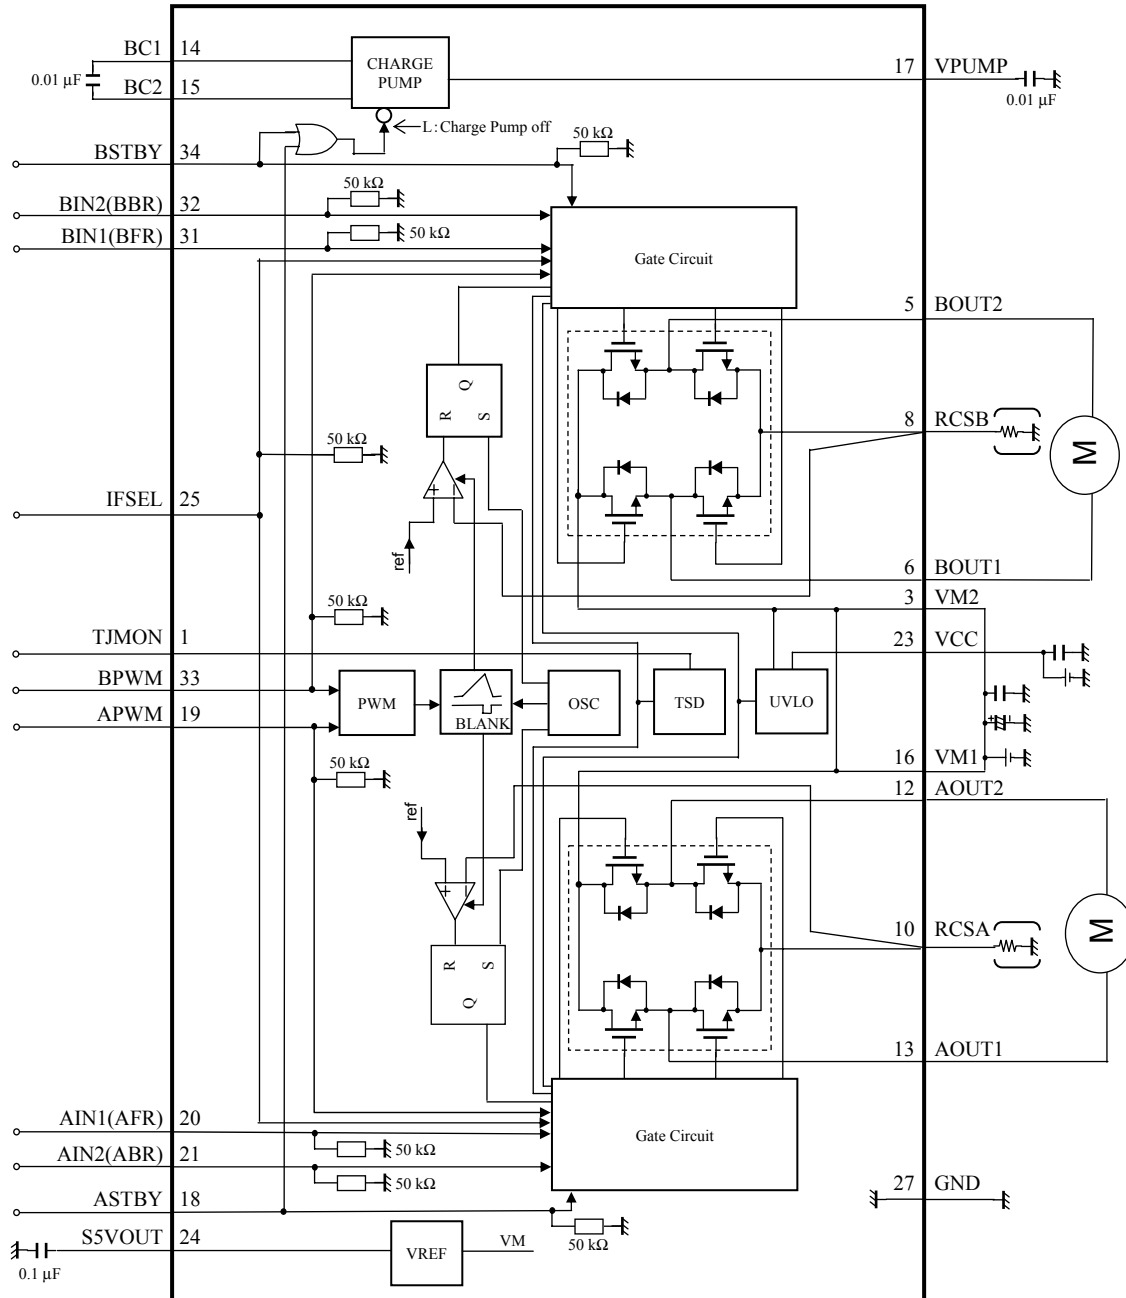 BC1 14
CHARGE PUMP
17 VPUMP
0.01 µF
BC2 15
0.01 µF
L : Charge Pump off
50 kΩ
BSTBY 34
50 kΩ
BIN2(BBR) 32
50 kΩ
BIN1(BFR) 31
Gate Circuit
5 BOUT2
Q
R S
8 RCSB
50 kΩ
M
+ −
IFSEL 25
ref
6 BOUT1
50 kΩ
3 VM2
TJMON 1
23 VCC
BPWM 33
PWM
BLANK
OSC
TSD
UVLO
APWM 19
+
16 VM1
50 kΩ
12 AOUT2
ref
+ −
10 RCSA
M
R S
Q
13 AOUT1
AIN1(AFR) 20
50 kΩ
Gate Circuit
AIN2(ABR) 21
50 kΩ
27 GND
ASTBY 18
50 kΩ
S5VOUT 24
VREF
VM
0.1 µF